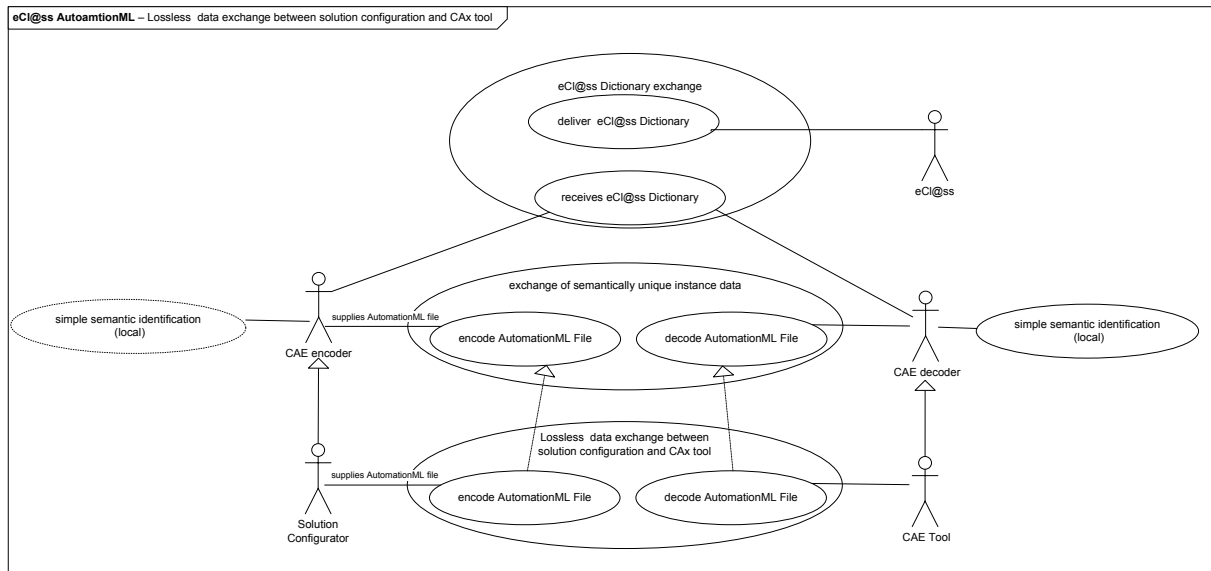 eCl@ss AutoamtionML – Lossless data exchange between solution configuration and CAx tool
eCl@ss Dictionary exchange
deliver eCl@ss Dictionary
eCl@ss
receives eCl@ss Dictionary
exchange of semantically unique instance data
simple semantic identification
(local)
supplies AutomationML file
encode AutomationML File
decode AutomationML File
simple semantic identification
(local)
CAE encoder
CAE decoder
Lossless data exchange between
solution configuration and CAx tool
supplies AutomationML file
encode AutomationML File
decode AutomationML File
Solution
Configurator
CAE Tool